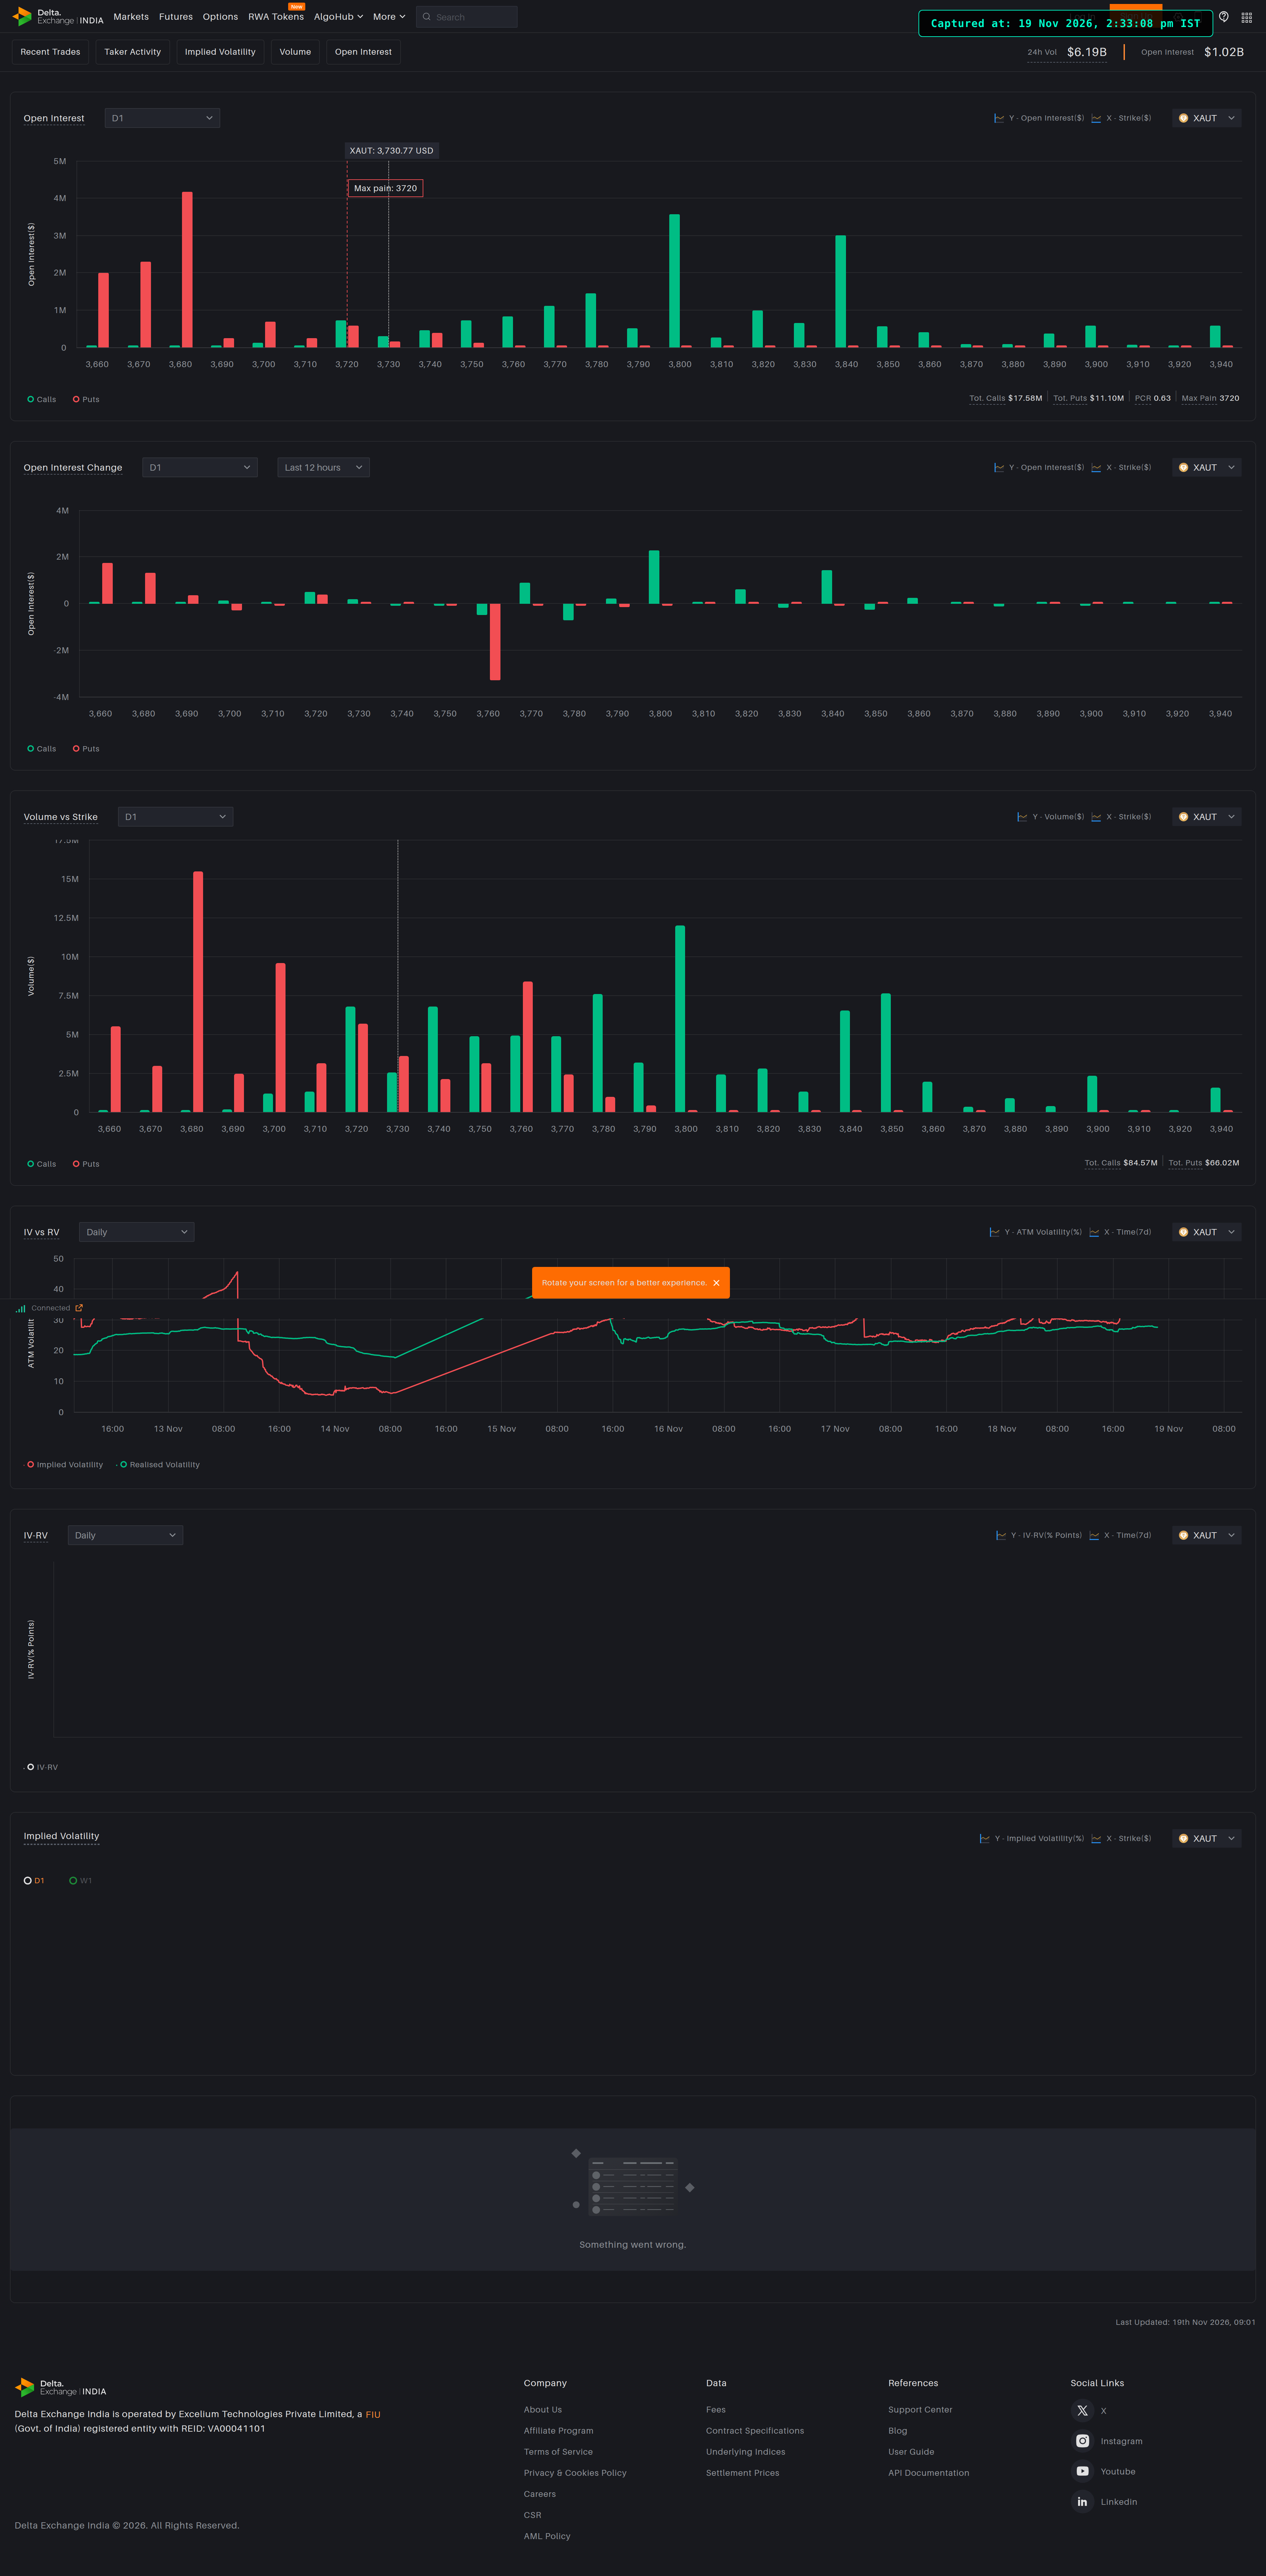 Delta.
Exchange | INDIA
Markets Futures Options RWA Tokens New AlgoHub More Search
Captured at: 19 Nov 2026, 2:33:08 pm IST
Recent Trades Taker Activity Implied Volatility Volume Open Interest
24h Vol $6.19B Open Interest $1.02B
Open Interest D1 Y - Open Interest($) X - Strike($) XAUT
XAUT: 3,730.77 USD
Max pain: 3720
5M
4M
3M
2M
1M
0
Open Interest($)
3,660 3,670 3,680 3,690 3,700 3,710 3,720 3,730 3,740 3,750 3,760 3,770 3,780 3,790 3,800 3,810 3,820 3,830 3,840 3,850 3,860 3,870 3,880 3,890 3,900 3,910 3,920 3,940
Calls Puts
Tot. Calls $17.58M Tot. Puts $11.10M PCR 0.63 Max Pain 3720
Open Interest Change D1 Last 12 hours Y - Open Interest($) X - Strike($) XAUT
4M
2M
0
-2M
-4M
Open Interest($)
3,660 3,680 3,690 3,700 3,710 3,720 3,730 3,740 3,750 3,760 3,770 3,780 3,790 3,800 3,810 3,820 3,830 3,840 3,850 3,860 3,870 3,880 3,890 3,900 3,910 3,920 3,940
Calls Puts
Volume vs Strike D1 Y - Volume($) X - Strike($) XAUT
17.5M
15M
12.5M
10M
7.5M
5M
2.5M
0
Volume($)
3,660 3,670 3,680 3,690 3,700 3,710 3,720 3,730 3,740 3,750 3,760 3,770 3,780 3,790 3,800 3,810 3,820 3,830 3,840 3,850 3,860 3,870 3,880 3,890 3,900 3,910 3,920 3,940
Calls Puts
Tot. Calls $84.57M Tot. Puts $66.02M
IV vs RV Daily Y - ATM Volatility(%) X - Time(7d) XAUT
50
40
Rotate your screen for a better experience.
Connected
30
20
10
0
ATM Volatilit
16:00 13 Nov 08:00 16:00 14 Nov 08:00 16:00 15 Nov 08:00 16:00 16 Nov 08:00 16:00 17 Nov 08:00 16:00 18 Nov 08:00 16:00 19 Nov 08:00
Implied Volatility Realised Volatility
IV-RV Daily Y - IV-RV(% Points) X - Time(7d) XAUT
IV-RV(% Points)
IV-RV
Implied Volatility Y - Implied Volatility(%) X - Strike($) XAUT
D1 W1
Something went wrong.
Last Updated: 19th Nov 2026, 09:01
Delta.
Exchange | INDIA
Delta Exchange India is operated by Excelium Technologies Private Limited, a FIU
(Govt. of India) registered entity with REID: VA00041101
Delta Exchange India © 2026. All Rights Reserved.
Company
About Us
Affiliate Program
Terms of Service
Privacy & Cookies Policy
Careers
CSR
AML Policy
Data
Fees
Contract Specifications
Underlying Indices
Settlement Prices
References
Support Center
Blog
User Guide
API Documentation
Social Links
X
Instagram
Youtube
Linkedin